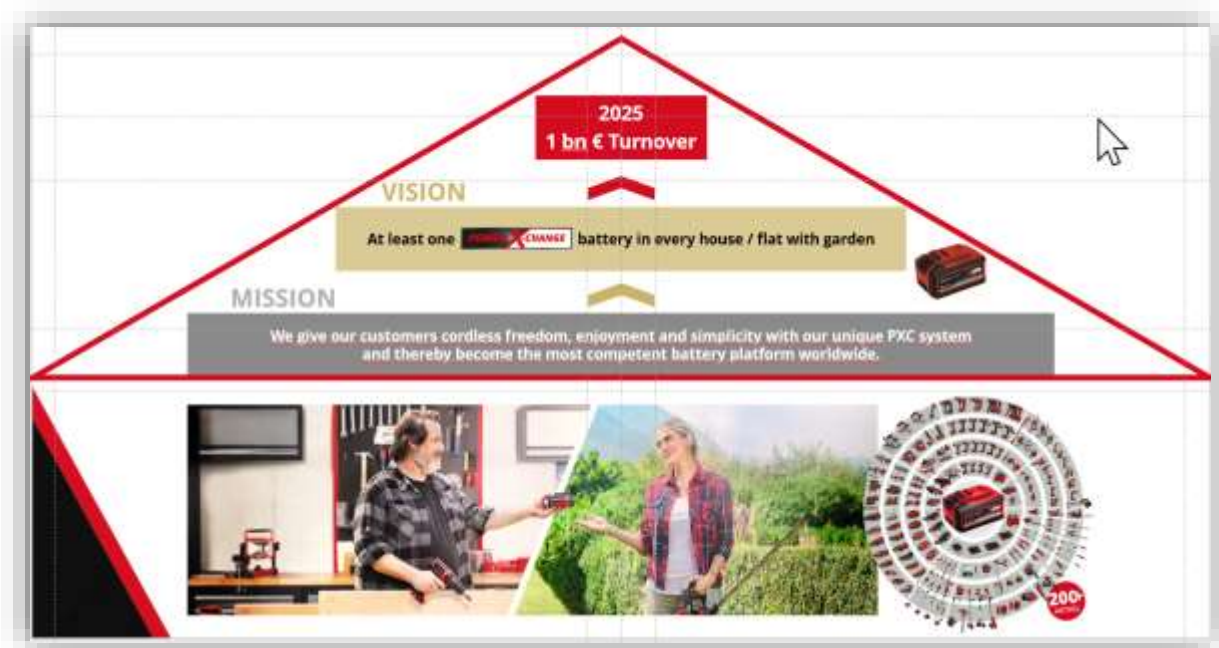 2025
1 bn € Turnover
VISION
At least one POWER X-CHANGE battery in every house / flat with garden
MISSION
We give our customers cordless freedom, enjoyment and simplicity with our unique PXC system
and thereby become the most competent battery platform worldwide.
200+